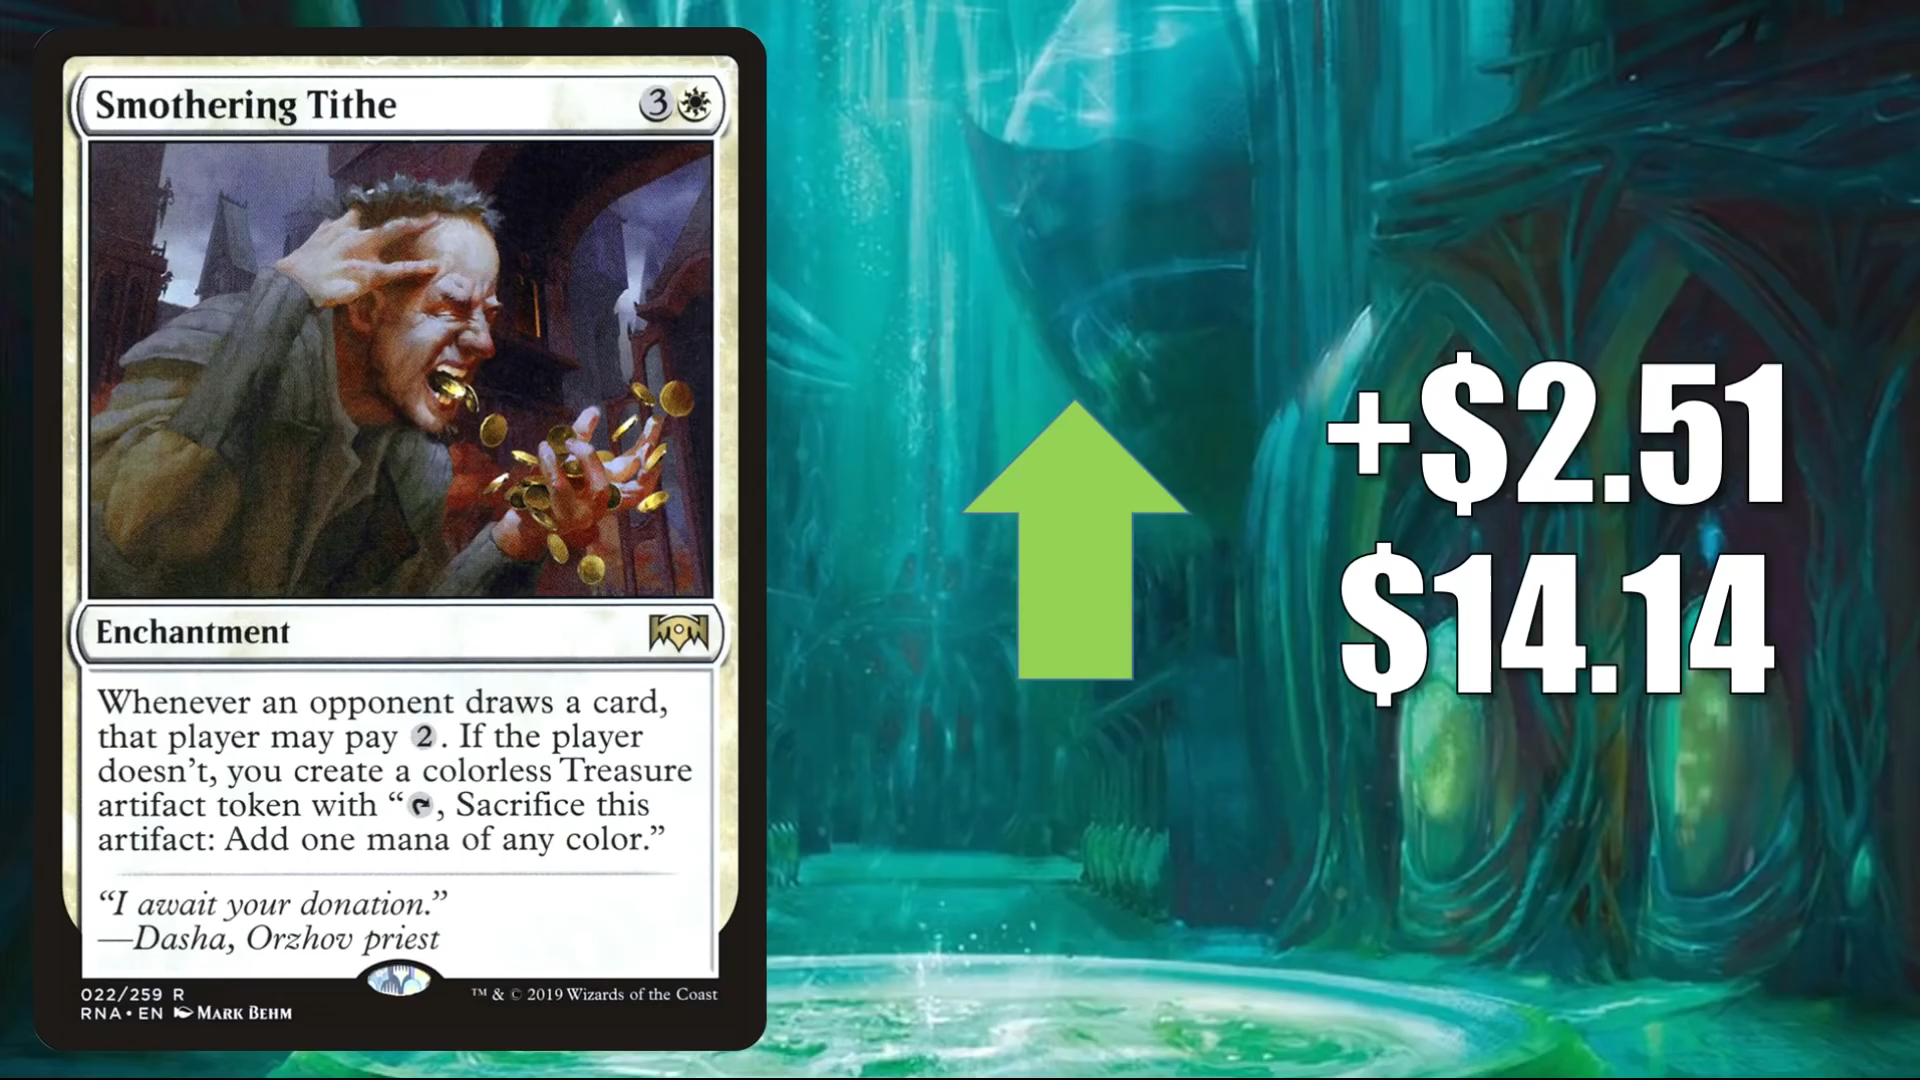 Smothering Tithe 3
Enchantment
Whenever an opponent draws a card,
that player may pay 2. If the player
doesn’t, you create a colorless Treasure
artifact token with “, Sacrifice this
artifact: Add one mana of any color.”
“I await your donation.”
—Dasha, Orzhov priest
022/259 R
RNA • EN Mark Behm
™ & © 2019 Wizards of the Coast
+$2.51
$14.14